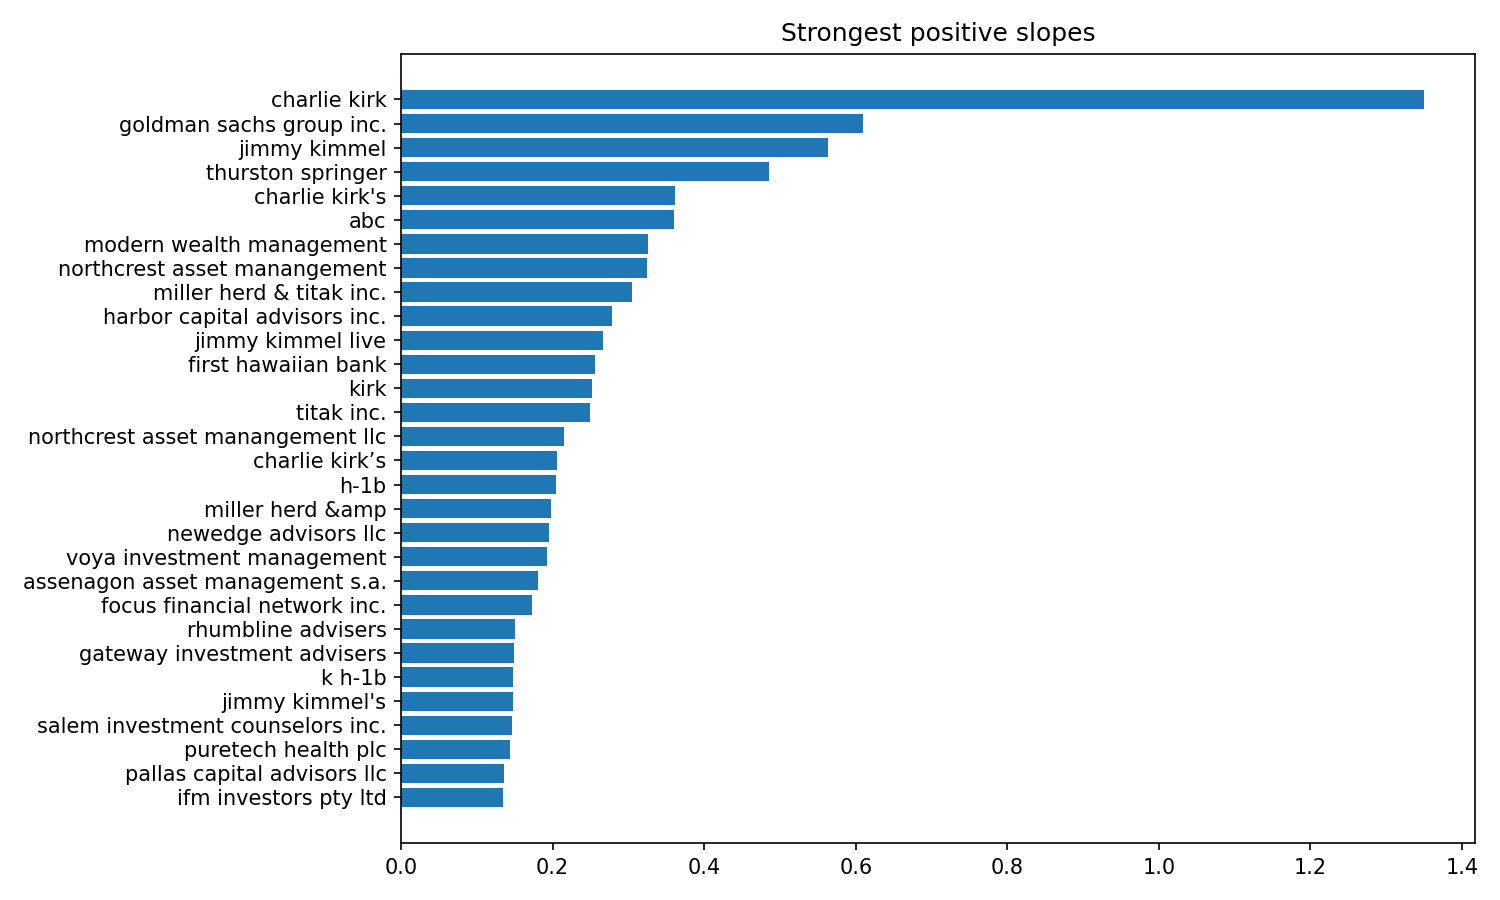 Strongest positive slopes
charlie kirk
goldman sachs group inc.
jimmy kimmel
thurston springer
charlie kirk's
abc
modern wealth management
northcrest asset manangement
miller herd & titak inc.
harbor capital advisors inc.
jimmy kimmel live
first hawaiian bank
kirk
titak inc.
northcrest asset manangement llc
charlie kirk’s
h-1b
miller herd &amp
newedge advisors llc
voya investment management
assenagon asset management s.a.
focus financial network inc.
rhumbline advisers
gateway investment advisers
k h-1b
jimmy kimmel's
salem investment counselors inc.
puretech health plc
pallas capital advisors llc
ifm investors pty ltd
0.0 0.2 0.4 0.6 0.8 1.0 1.2 1.4